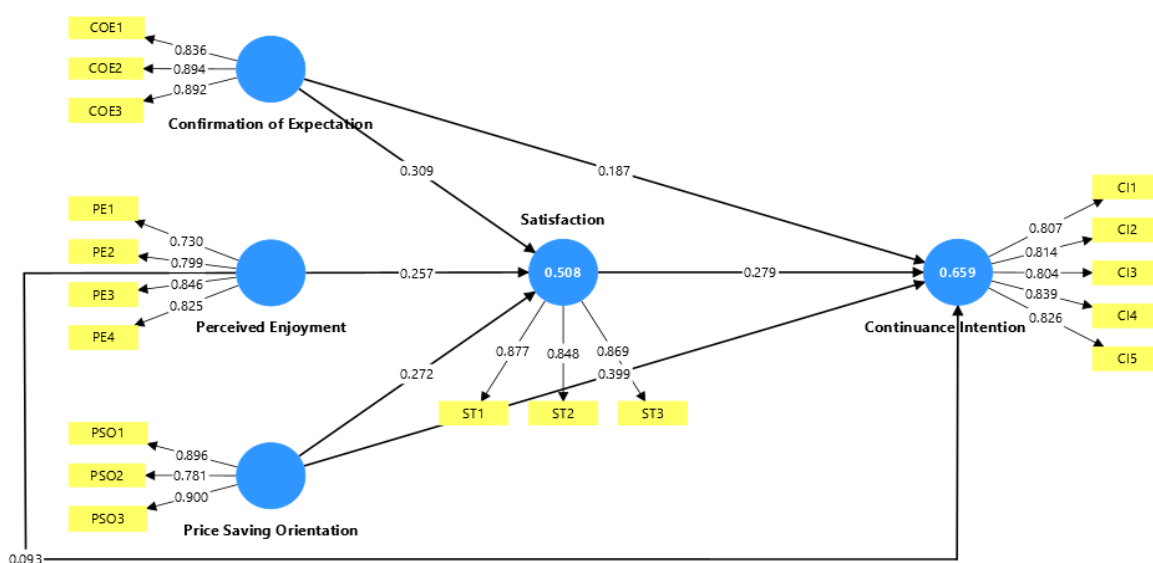 COE1
0.836
COE2
0.894
COE3
0.892
Confirmation of Expectation
0.309
0.187
PE1
0.730
PE2
0.799
PE3
0.846
PE4
0.825
Perceived Enjoyment
0.257
Satisfaction
0.508
0.279
0.659
Continuance Intention
CI1
0.807
CI2
0.814
CI3
0.804
CI4
0.839
CI5
0.826
0.877
0.848
0.869
0.272
0.399
ST1
ST2
ST3
PSO1
0.896
PSO2
0.781
PSO3
0.900
Price Saving Orientation
0.093